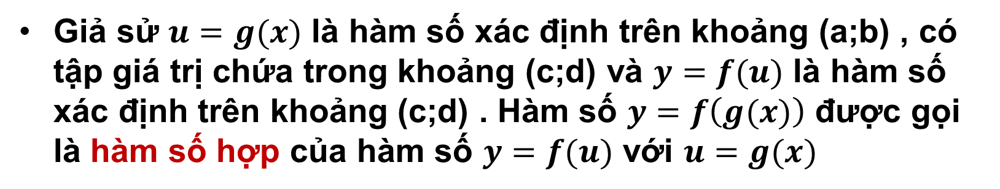 • Giả sử u = g(x) là hàm số xác định trên khoảng (a;b) , có
tập giá trị chứa trong khoảng (c;d) và y = f(u) là hàm số
xác định trên khoảng (c;d) . Hàm số y = f(g(x)) được gọi
là hàm số hợp của hàm số y = f(u) với u = g(x)